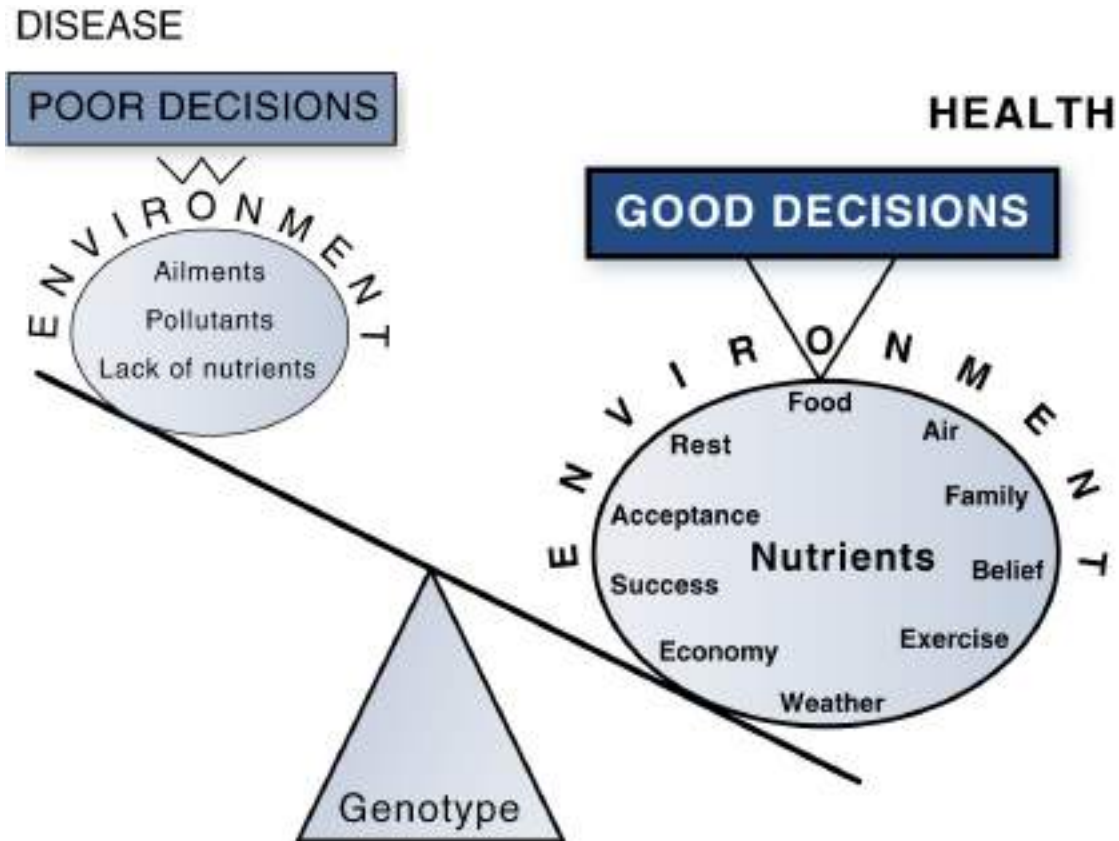 DISEASE
POOR DECISIONS
ENVIRONMENT
Ailments
Pollutants
Lack of nutrients
HEALTH
GOOD DECISIONS
ENVIRONMENT
Food
Air
Rest
Family
Acceptance
Nutrients
Belief
Success
Exercise
Economy
Weather
Genotype